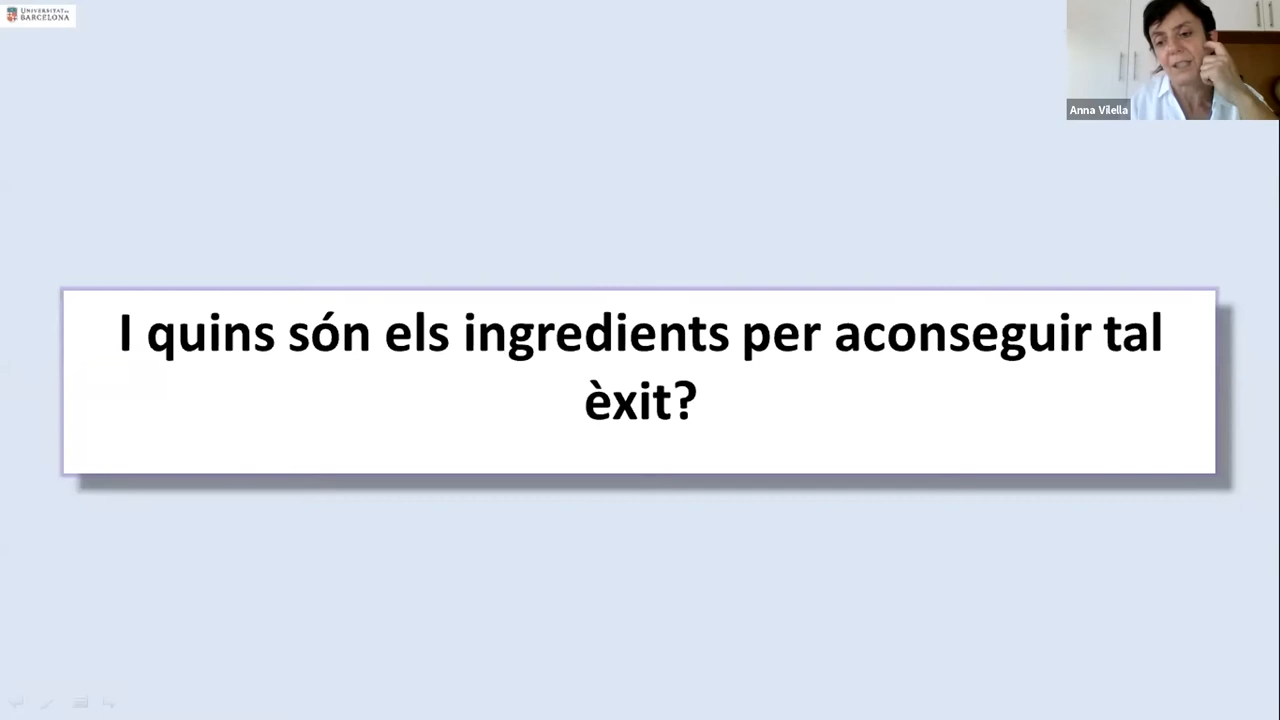 UNIVERSITAT DE
BARCELONA
Anna Vilella
I quins són els ingredients per aconseguir tal
èxit?